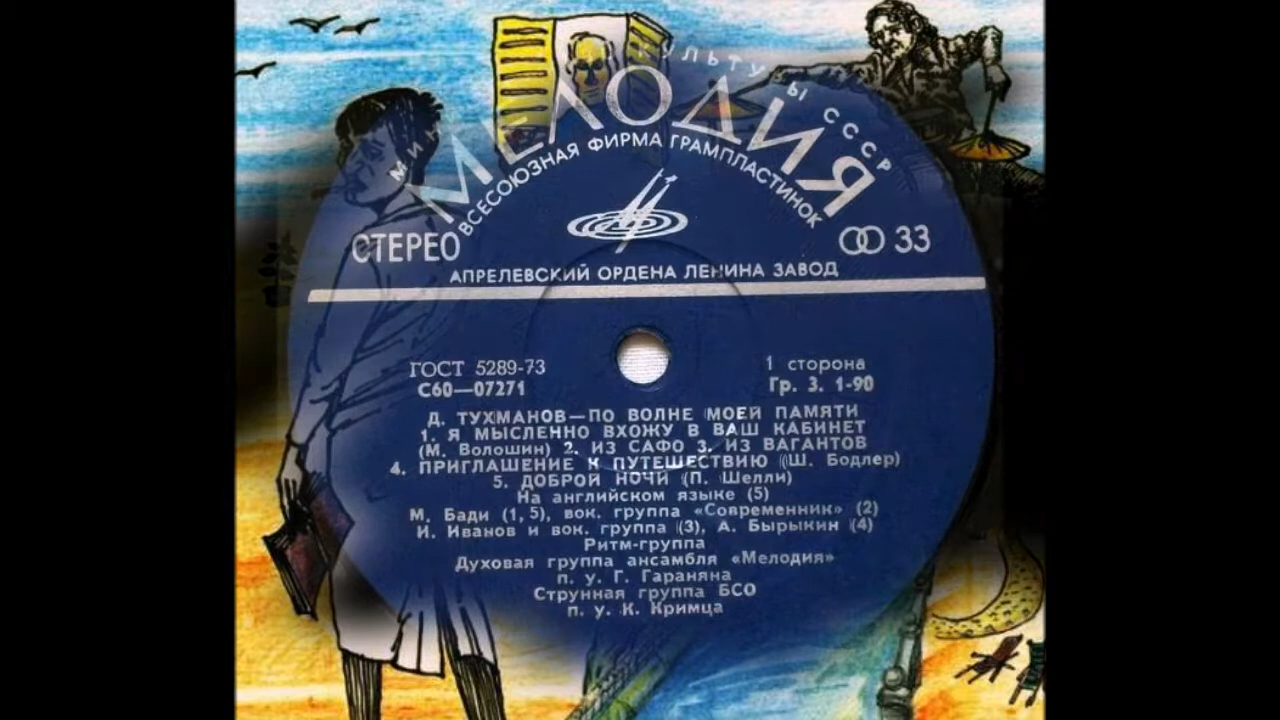 МИ КУЛЬТУРЫ СССР
МЕЛОДИЯ
ВСЕСОЮЗНАЯ ФИРМА ГРАМПЛАСТИНОК
СТЕРЕО
33
АПРЕЛЕВСКИЙ ОРДЕНА ЛЕНИНА ЗАВОД
ГОСТ 5289-73
1 сторона
С60—07271
Гр. 3. 1-90
Д. ТУХМАНОВ—ПО ВОЛНЕ МОЕЙ ПАМЯТИ
1. Я МЫСЛЕННО ВХОЖУ В ВАШ КАБИНЕТ
(М. Волошин) 2. ИЗ САФО 3. ИЗ ВАГАНТОВ
4. ПРИГЛАШЕНИЕ К ПУТЕШЕСТВИЮ (Ш. Бодлер)
5. ДОБРОЙ НОЧИ (П. Шелли)
На английском языке (5)
М. Бади (1, 5), вок. группа «Современник» (2)
И. Иванов и вок. группа (3), А. Бырыкин (4)
Ритм-группа
Духовая группа ансамбля «Мелодия»
п. у. Г. Гараняна
Струнная группа БСО
п. у. К. Кримца